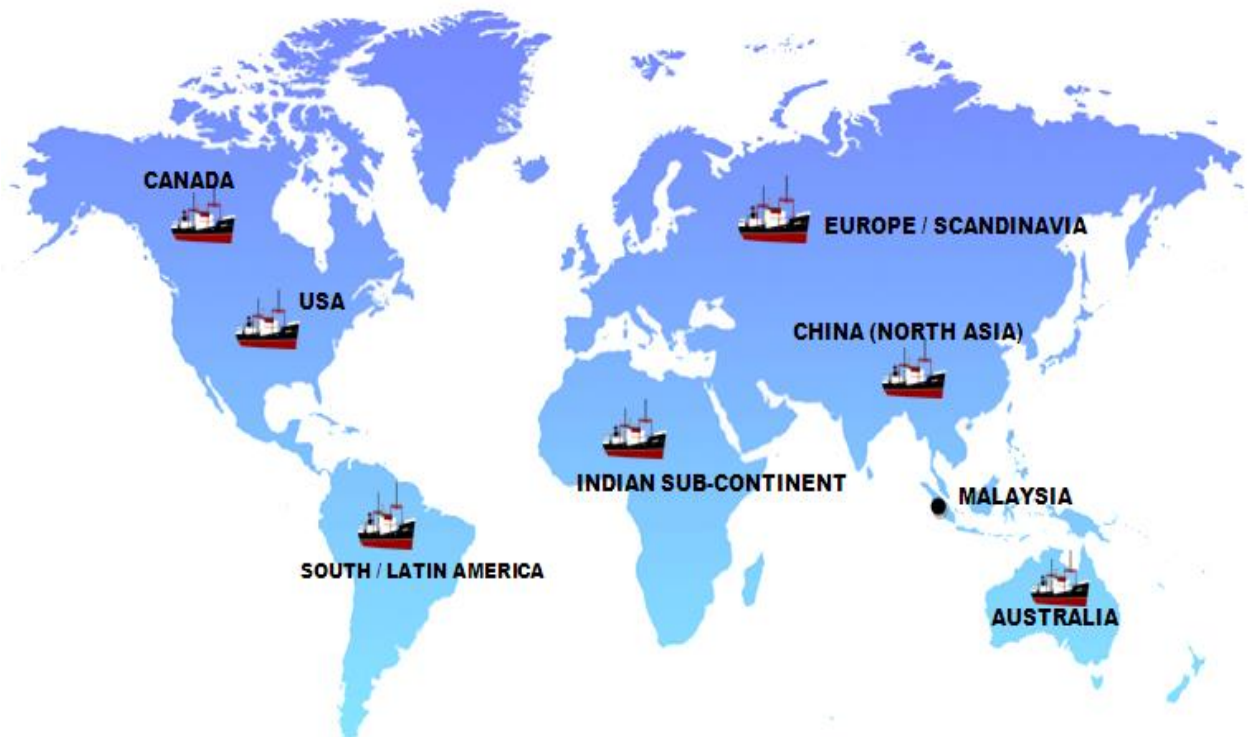 CANADA
EUROPE / SCANDINAVIA
USA
CHINA (NORTH ASIA)
INDIAN SUB-CONTINENT
MALAYSIA
SOUTH / LATIN AMERICA
AUSTRALIA